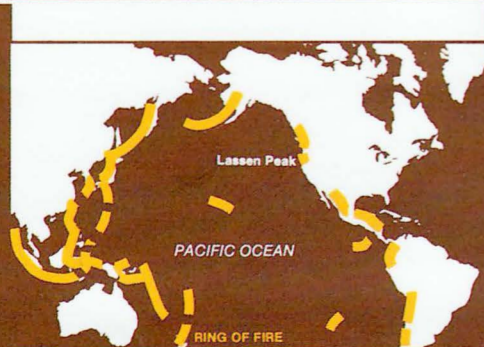 Lassen Peak
PACIFIC OCEAN
RING OF FIRE